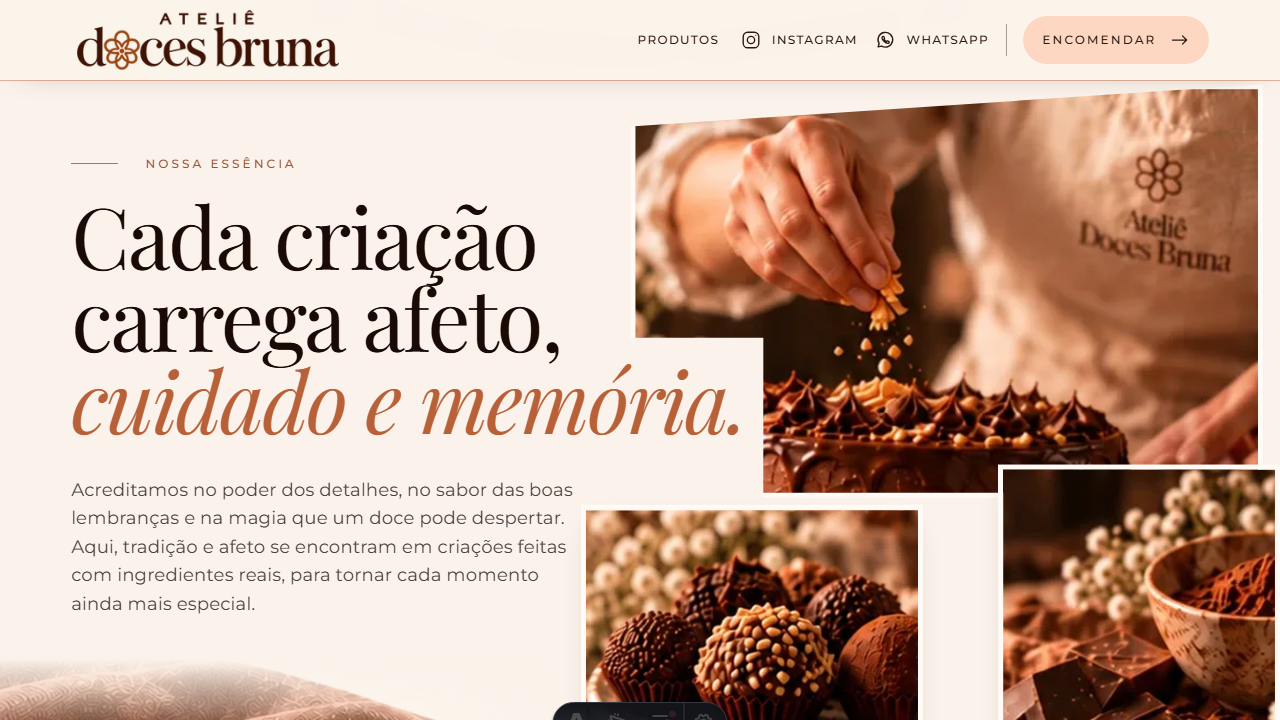 ATELIÊ
doces bruna
PRODUTOS
INSTAGRAM
WHATSAPP
ENCOMENDAR
NOSSA ESSÊNCIA
Cada criação
carrega afeto,
cuidado e memória.
Acreditamos no poder dos detalhes, no sabor das boas
lembranças e na magia que um doce pode despertar.
Aqui, tradição e afeto se encontram em criações feitas
com ingredientes reais, para tornar cada momento
ainda mais especial.
Ateliê
Doces Bruna